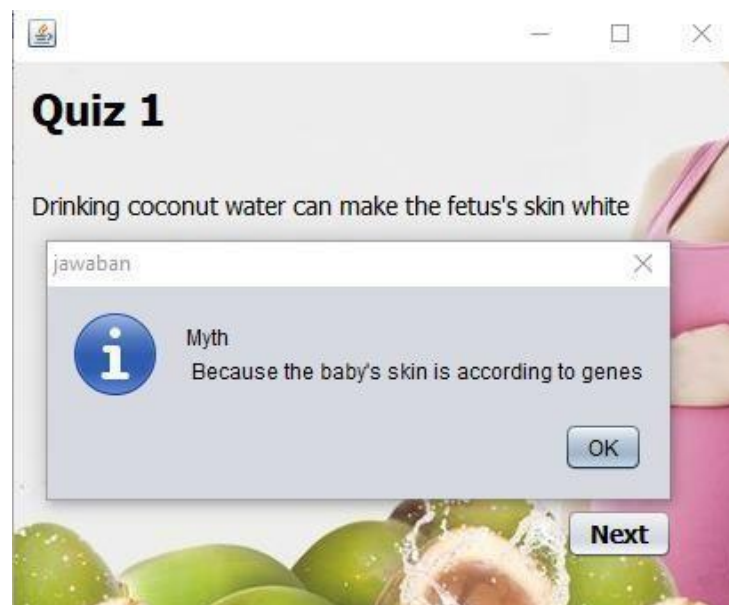 Quiz 1
Drinking coconut water can make the fetus's skin white
jawaban
Myth
Because the baby's skin is according to genes
OK
Next